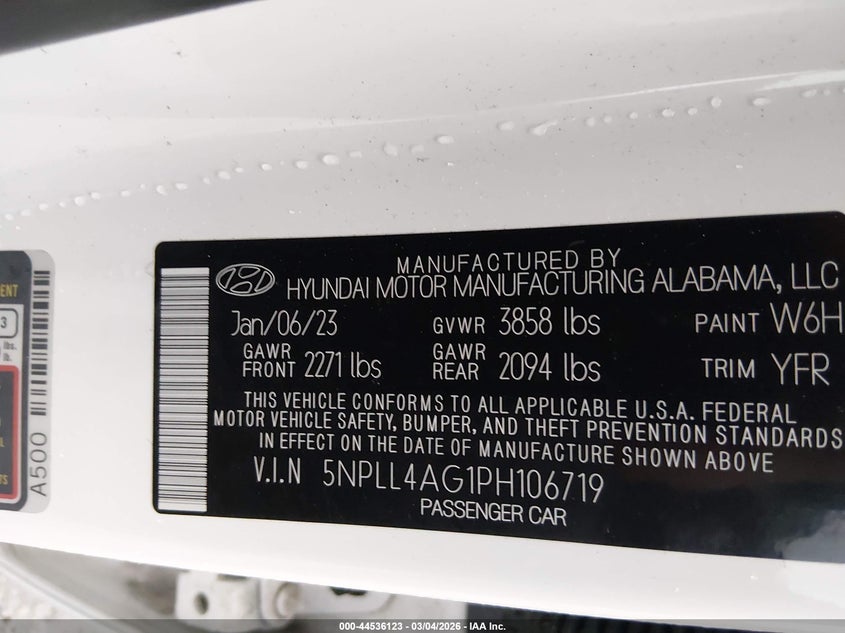 MANUFACTURED BY
HYUNDAI MOTOR MANUFACTURING ALABAMA, LLC
Jan/06/23 GVWR 3858 lbs PAINT W6H
GAWR FRONT 2271 lbs GAWR REAR 2094 lbs TRIM YFR
THIS VEHICLE CONFORMS TO ALL APPLICABLE U.S.A. FEDERAL
MOTOR VEHICLE SAFETY, BUMPER, AND THEFT PREVENTION STANDARDS
IN EFFECT ON THE DATE OF MANUFACTURE SHOWN ABOVE
V.I.N 5NPLL4AG1PH106719
PASSENGER CAR
A500
3
lbs.
lb.
000-44536123 - 03/04/2026 - IAA Inc.